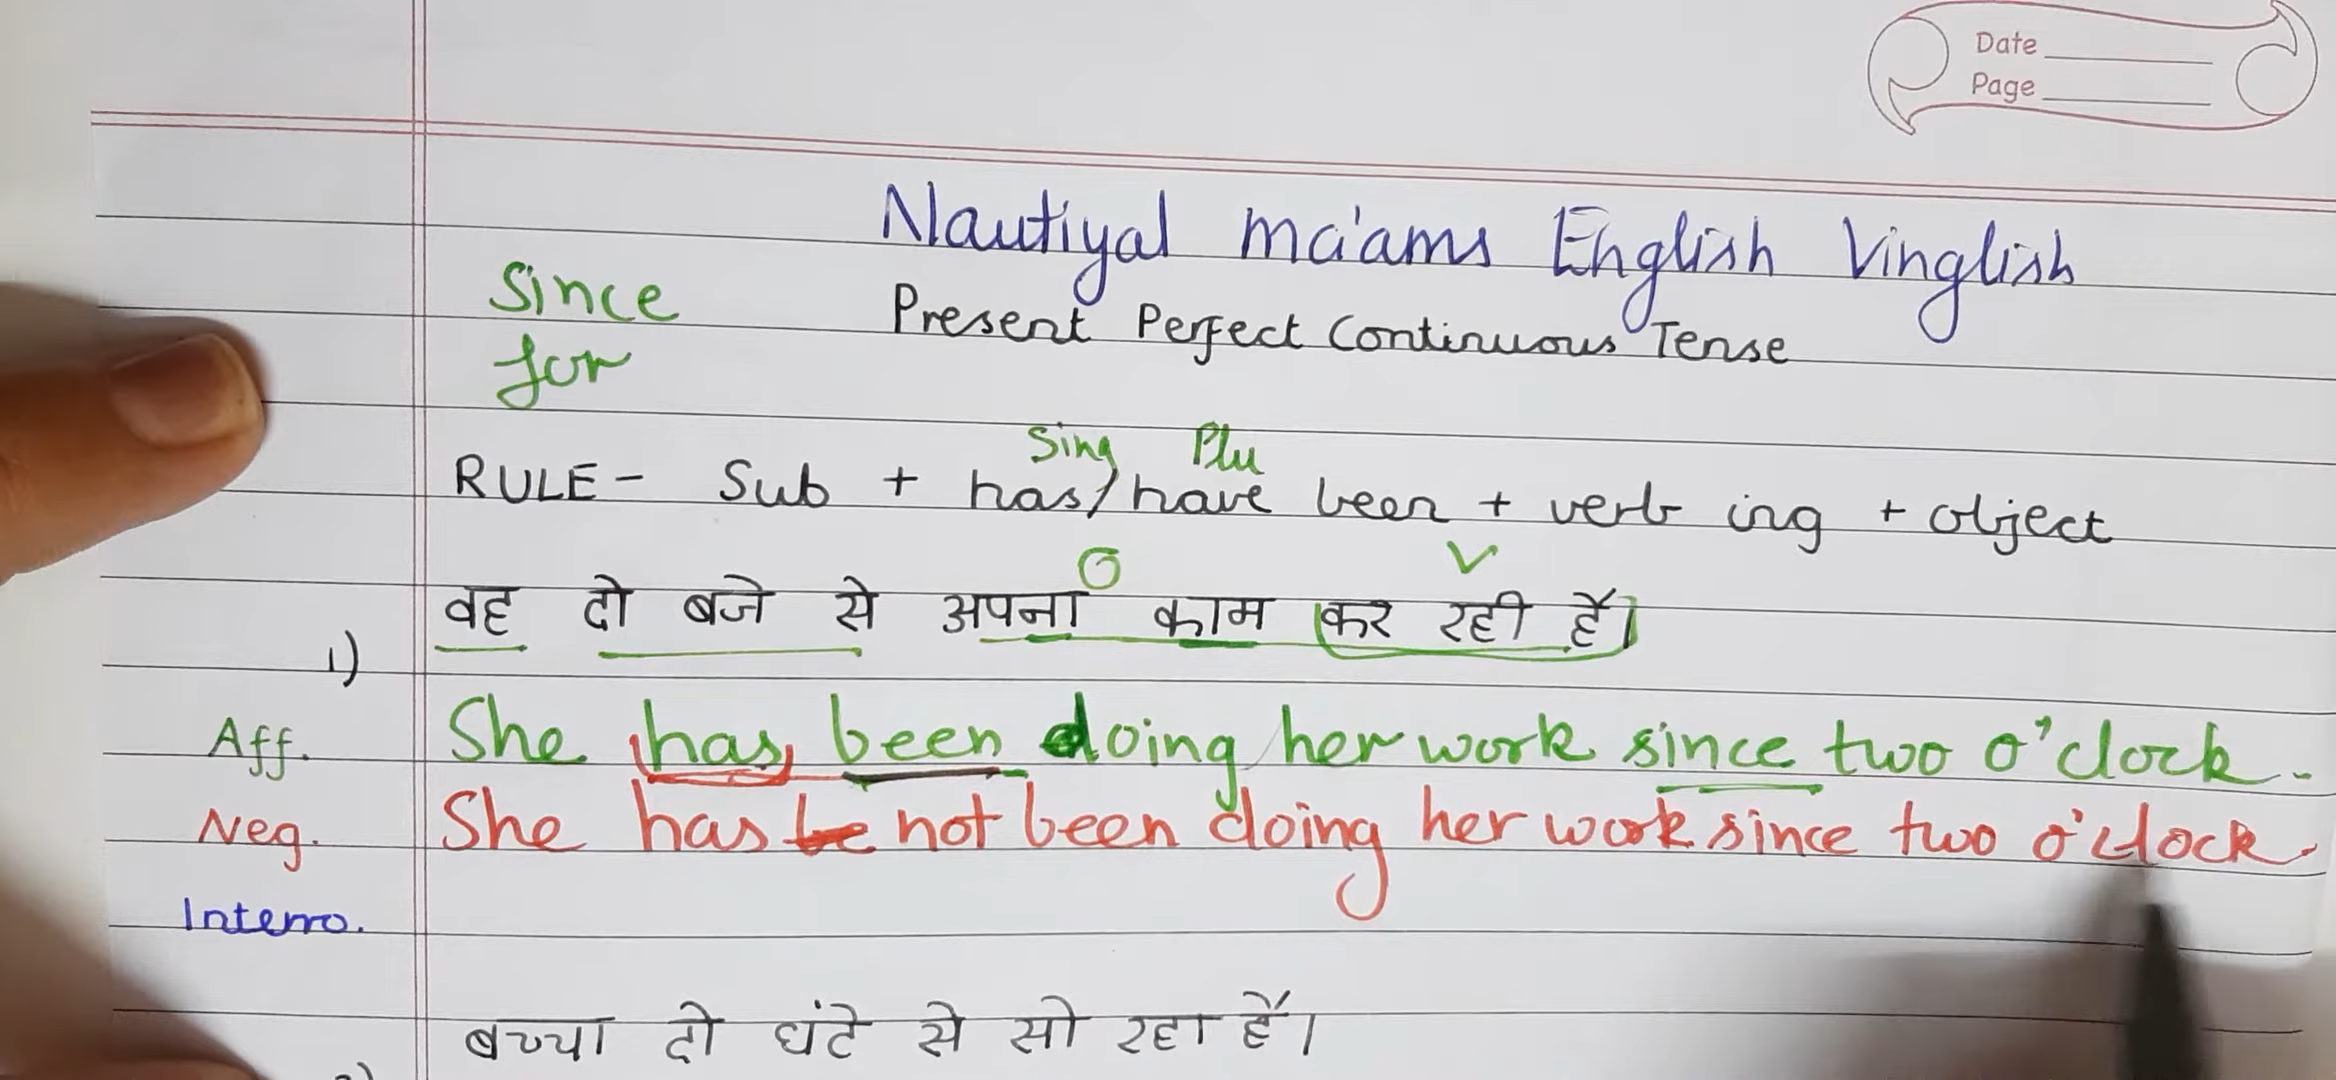 Date
Page
Nautiyal ma'ams English Vinglish
Since
Present Perfect Continuous Tense
for
Sing Plu
RULE - Sub + has/have been + verb ing + object
O V
वह दो बजे से अपना काम कर रही हैं।
1)
Aff. She has been doing her work since two o'clock.
Neg. She has be not been doing her work since two o'clock.
Interro.
बच्चा दो घंटे से सो रहा हैं।